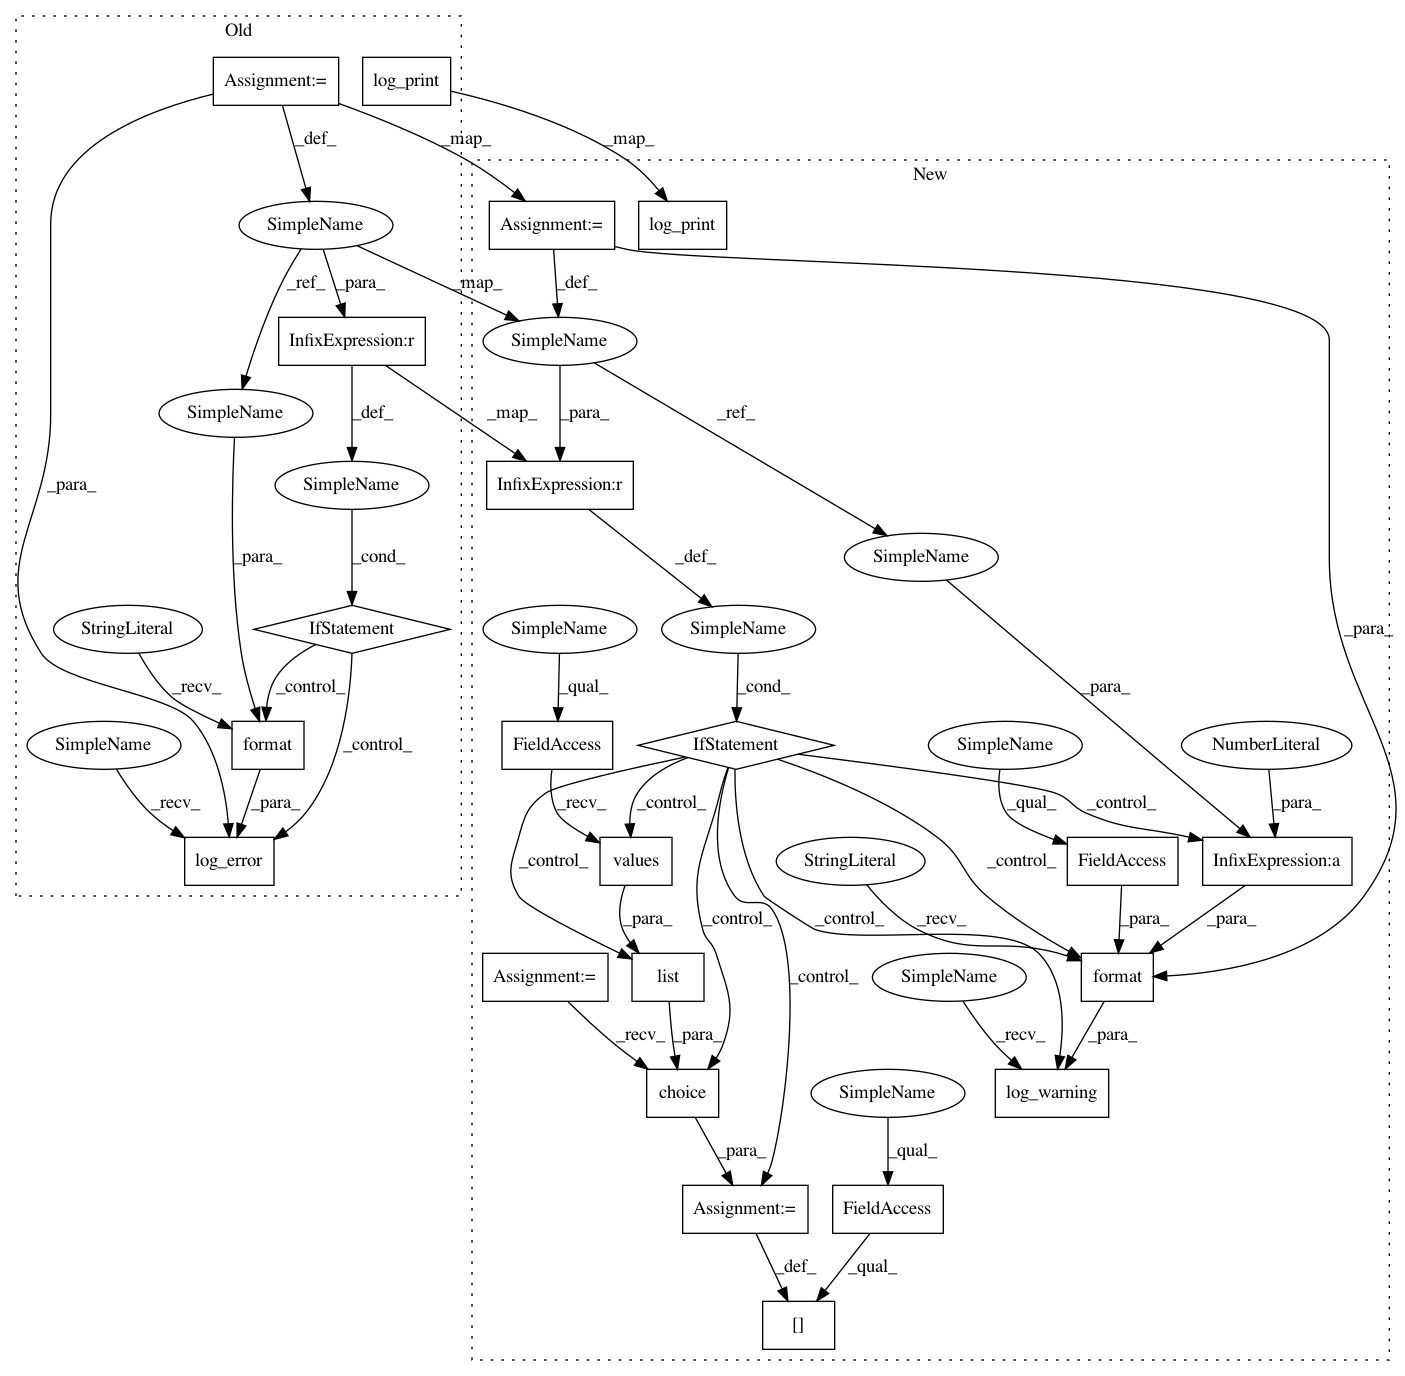 Old
Assignment:=
log_print
_def_
_map_
_map_
New
SimpleName
Assignment:=
log_print
_ref_
_para_
_map_
_def_
InfixExpression:r
SimpleName
SimpleName
_def_
_map_
_para_
_ref_
_para_
SimpleName
InfixExpression:r
_para_
_cond_
_def_
SimpleName
StringLiteral
IfStatement
SimpleName
SimpleName
_para_
_recv_
_control_
_qual_
_cond_
_para_
SimpleName
format
_control_
FieldAccess
IfStatement
SimpleName
NumberLiteral
_recv_
_para_
_recv_
_control_
_qual_
_control_
_para_
log_error
_control_
values
StringLiteral
_control_
FieldAccess
InfixExpression:a
_para_
_control_
_control_
_recv_
_para_
_para_
Assignment:=
list
_control_
SimpleName
format
_recv_
_para_
_recv_
_para_
choice
SimpleName
log_warning
_para_
_qual_
Assignment:=
FieldAccess
_def_
_qual_
[]